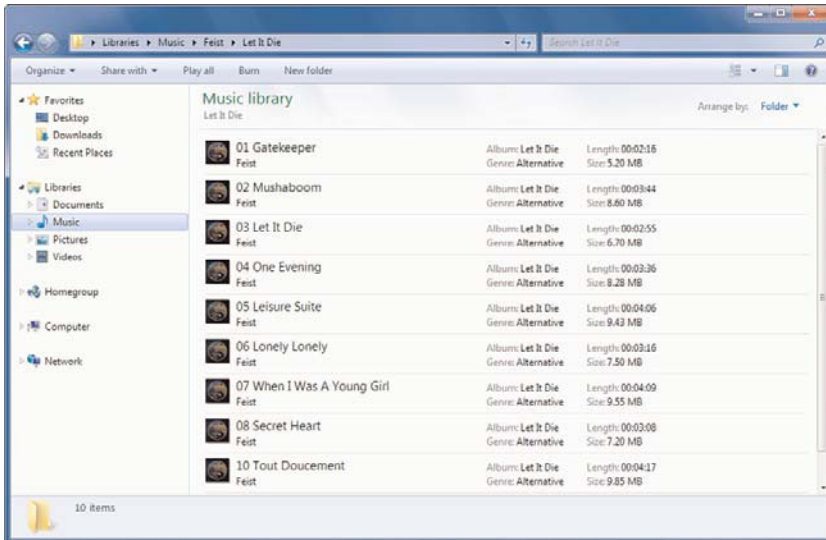 Libraries ▸ Music ▸ Feist ▸ Let It Die
Search Let It Die
Organize Share with Play all Burn New folder
Favorites
Desktop
Downloads
Recent Places
Libraries
Documents
Music
Pictures
Videos
Homegroup
Computer
Network
Music library
Let It Die
Arrange by: Folder
01 Gatekeeper Album: Let It Die Length: 00:02:16
Feist Genre: Alternative Size: 5.20 MB
02 Mushaboom Album: Let It Die Length: 00:03:44
Feist Genre: Alternative Size: 8.60 MB
03 Let It Die Album: Let It Die Length: 00:02:55
Feist Genre: Alternative Size: 6.70 MB
04 One Evening Album: Let It Die Length: 00:03:36
Feist Genre: Alternative Size: 8.28 MB
05 Leisure Suite Album: Let It Die Length: 00:04:06
Feist Genre: Alternative Size: 9.43 MB
06 Lonely Lonely Album: Let It Die Length: 00:03:16
Feist Genre: Alternative Size: 7.50 MB
07 When I Was A Young Girl Album: Let It Die Length: 00:04:09
Feist Genre: Alternative Size: 9.55 MB
08 Secret Heart Album: Let It Die Length: 00:03:08
Feist Genre: Alternative Size: 7.20 MB
10 Tout Doucement Album: Let It Die Length: 00:04:17
Feist Genre: Alternative Size: 9.85 MB
10 items